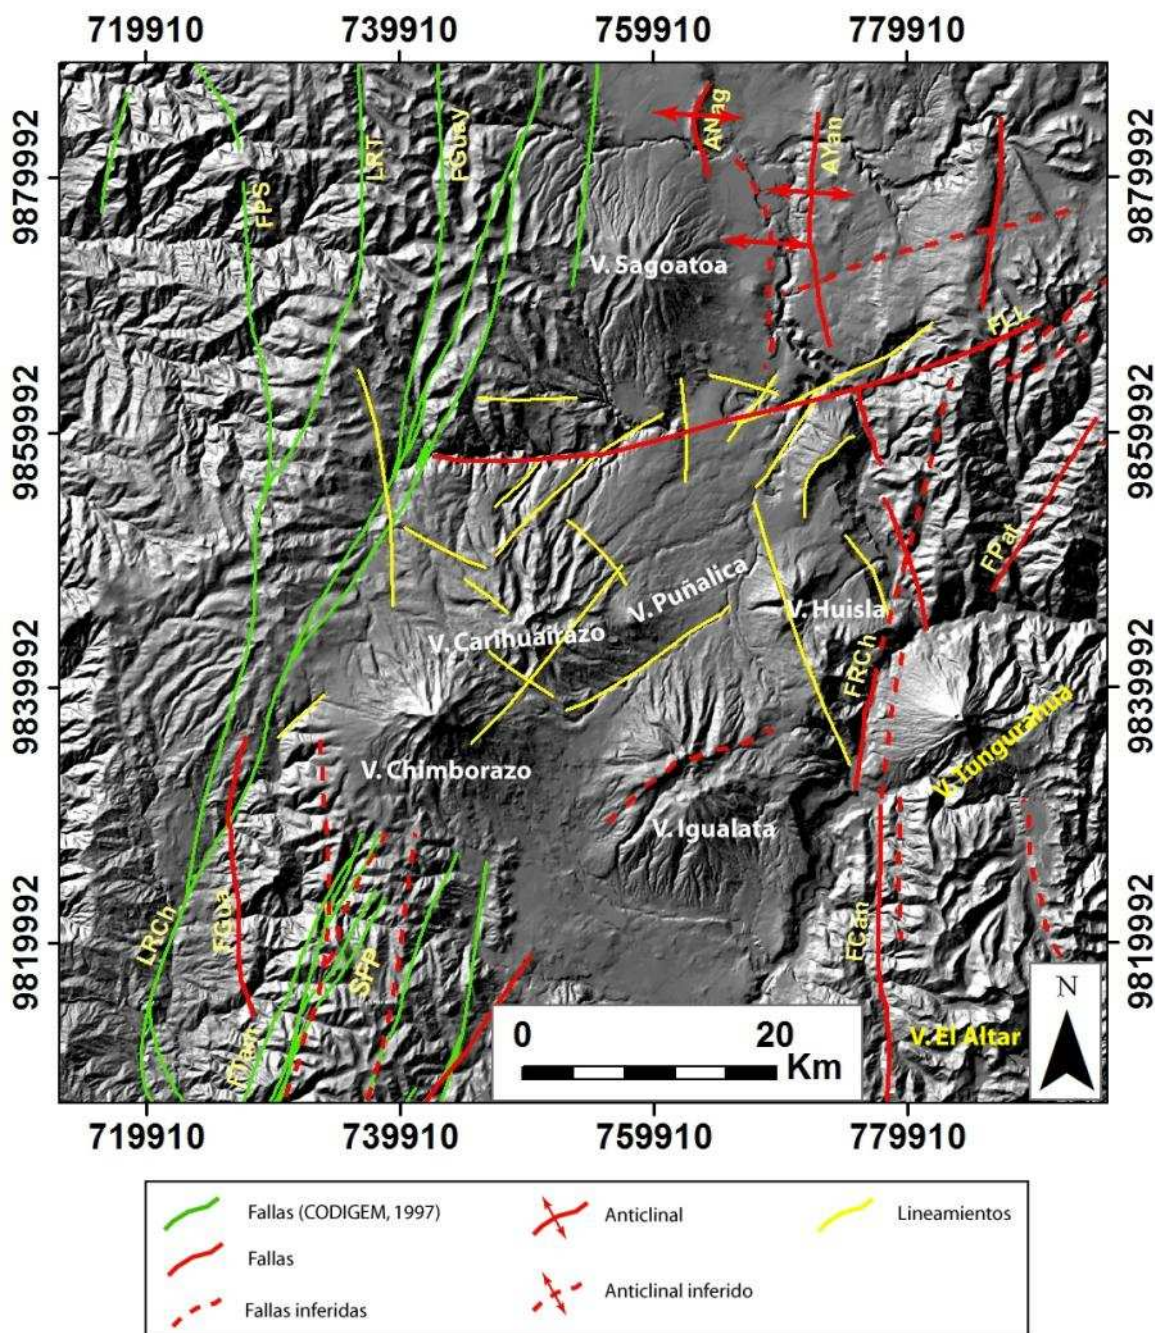 719910 739910 759910 779910
9879992 9879992
9859992 9859992
9839992 9839992
9819992 9819992
FPS
LRT
FGuay
ANag
AYan
V. Sagoatoa
FLL
FPat
V. Puñalica
V. Huisla
V. Carihuairazo
FRCh
V. Tungurahua
V. Chimborazo
V. Igualata
LRCh
FGua
SFP
FCan
FTam
V. El Altar
N
0 20
Km
719910 739910 759910 779910
Fallas (CODIGEM, 1997)
Anticlinal
Lineamientos
Fallas
Fallas inferidas
Anticlinal inferido